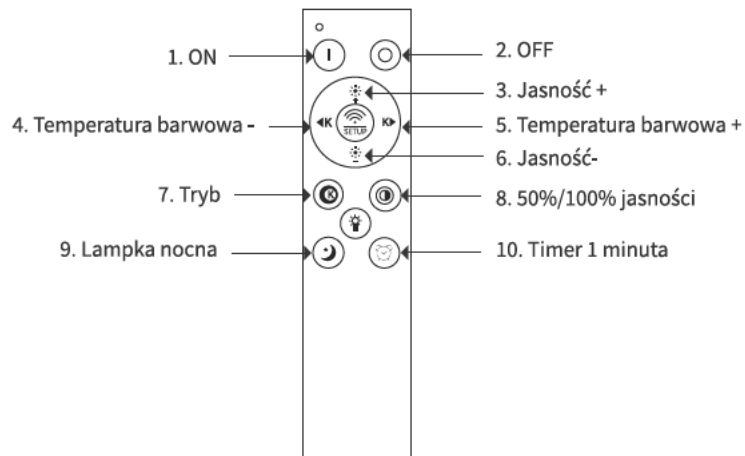 1. ON
2. OFF
3. Jasność +
4. Temperatura barwowa -
K
SETUP
K
5. Temperatura barwowa +
6. Jasność-
7. Tryb
K
8. 50%/100% jasności
9. Lampka nocna
10. Timer 1 minuta